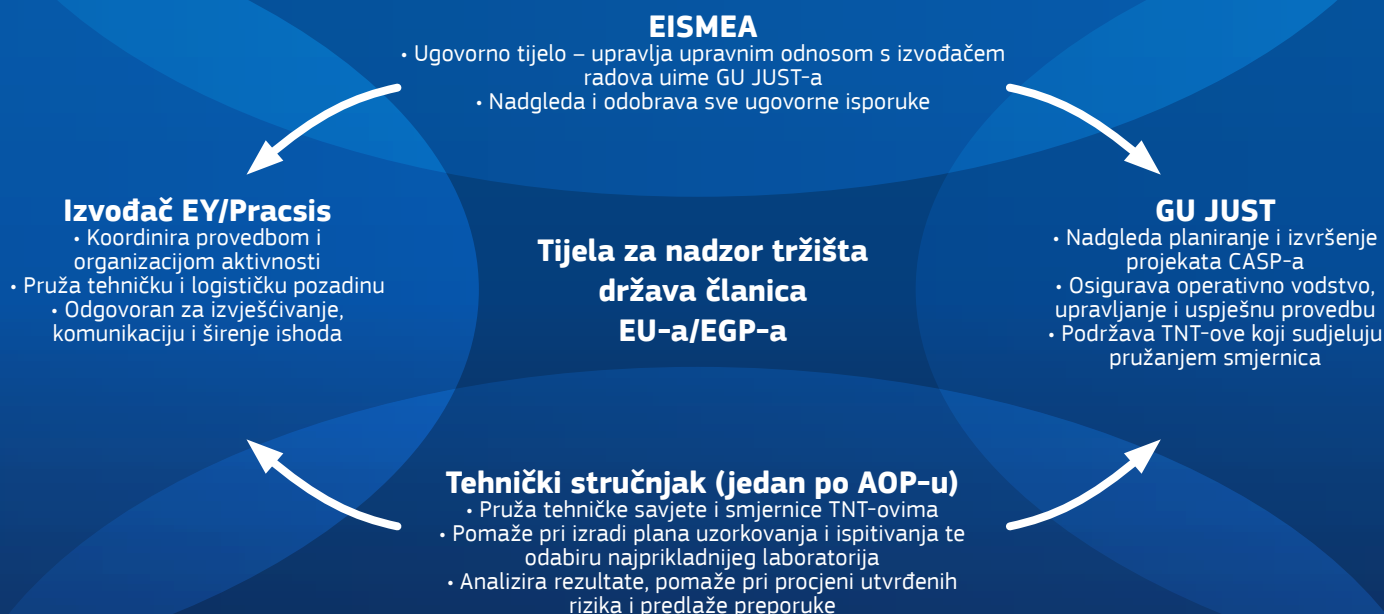 EISMEA
• Ugovorno tijelo – upravlja upravnim odnosom s izvođačem
radova uime GU JUST-a
• Nadgleda i odobrava sve ugovorne isporuke
Izvođač EY/Pracsis
• Koordinira provedbom i
organizacijom aktivnosti
• Pruža tehničku i logističku pozadinu
• Odgovoran za izvješćivanje,
komunikaciju i širenje ishoda
Tijela za nadzor tržišta
država članica
EU-a/EGP-a
GU JUST
• Nadgleda planiranje i izvršenje
projekata CASP-a
• Osigurava operativno vodstvo,
upravljanje i uspješnu provedbu
• Podržava TNT-ove koji sudjeluju
pružanjem smjernica
Tehnički stručnjak (jedan po AOP-u)
• Pruža tehničke savjete i smjernice TNT-ovima
• Pomaže pri izradi plana uzorkovanja i ispitivanja te
odabiru najprikladnijeg laboratorija
• Analizira rezultate, pomaže pri procjeni utvrđenih
rizika i predlaže preporuke